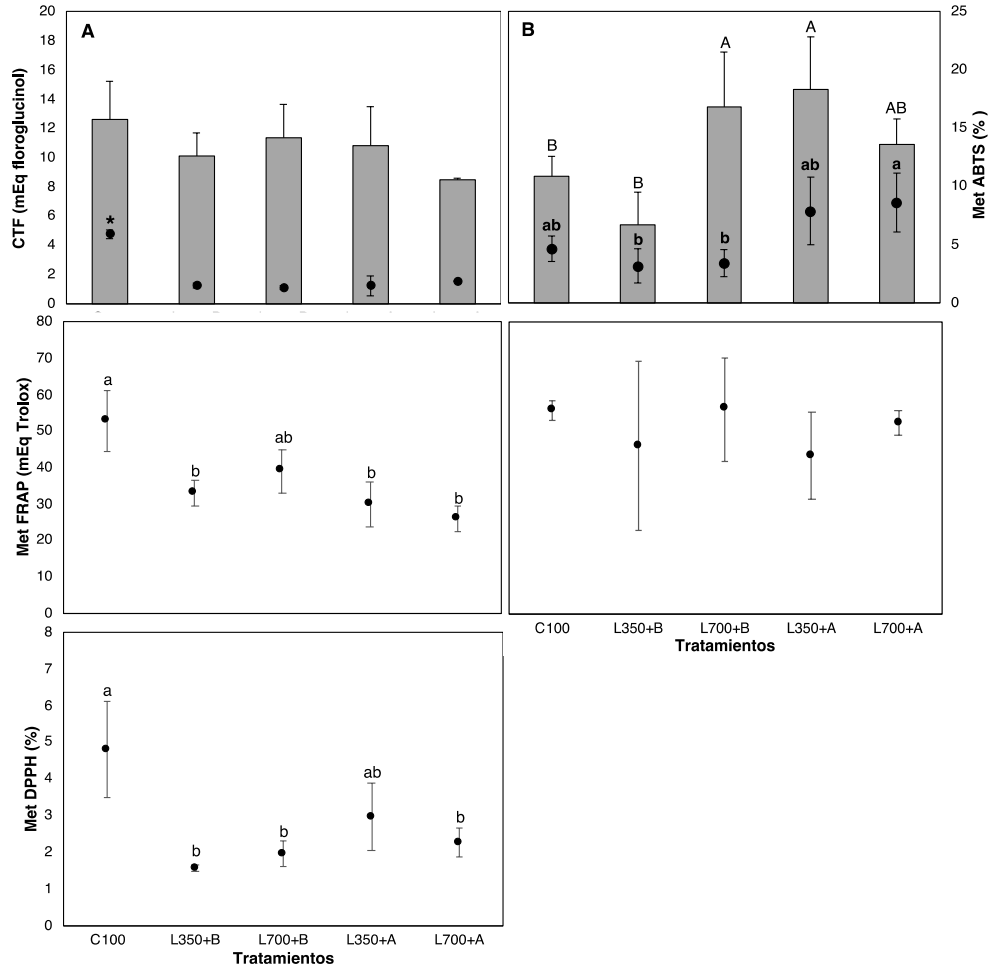 A
CTF (mEq floroglucinol)
20
18
16
14
12
10
8
6
4
2
0
*
B
Met ABTS (% )
25
20
15
10
5
0
B
B
A
A
AB
ab
b
b
ab
a
Met FRAP (mEq Trolox)
80
70
60
50
40
30
20
10
0
a
b
ab
b
b
C100 L350+B L700+B L350+A L700+A
Tratamientos
Met DPPH (%)
8
7
6
5
4
3
2
1
0
a
b
b
ab
b
C100 L350+B L700+B L350+A L700+A
Tratamientos